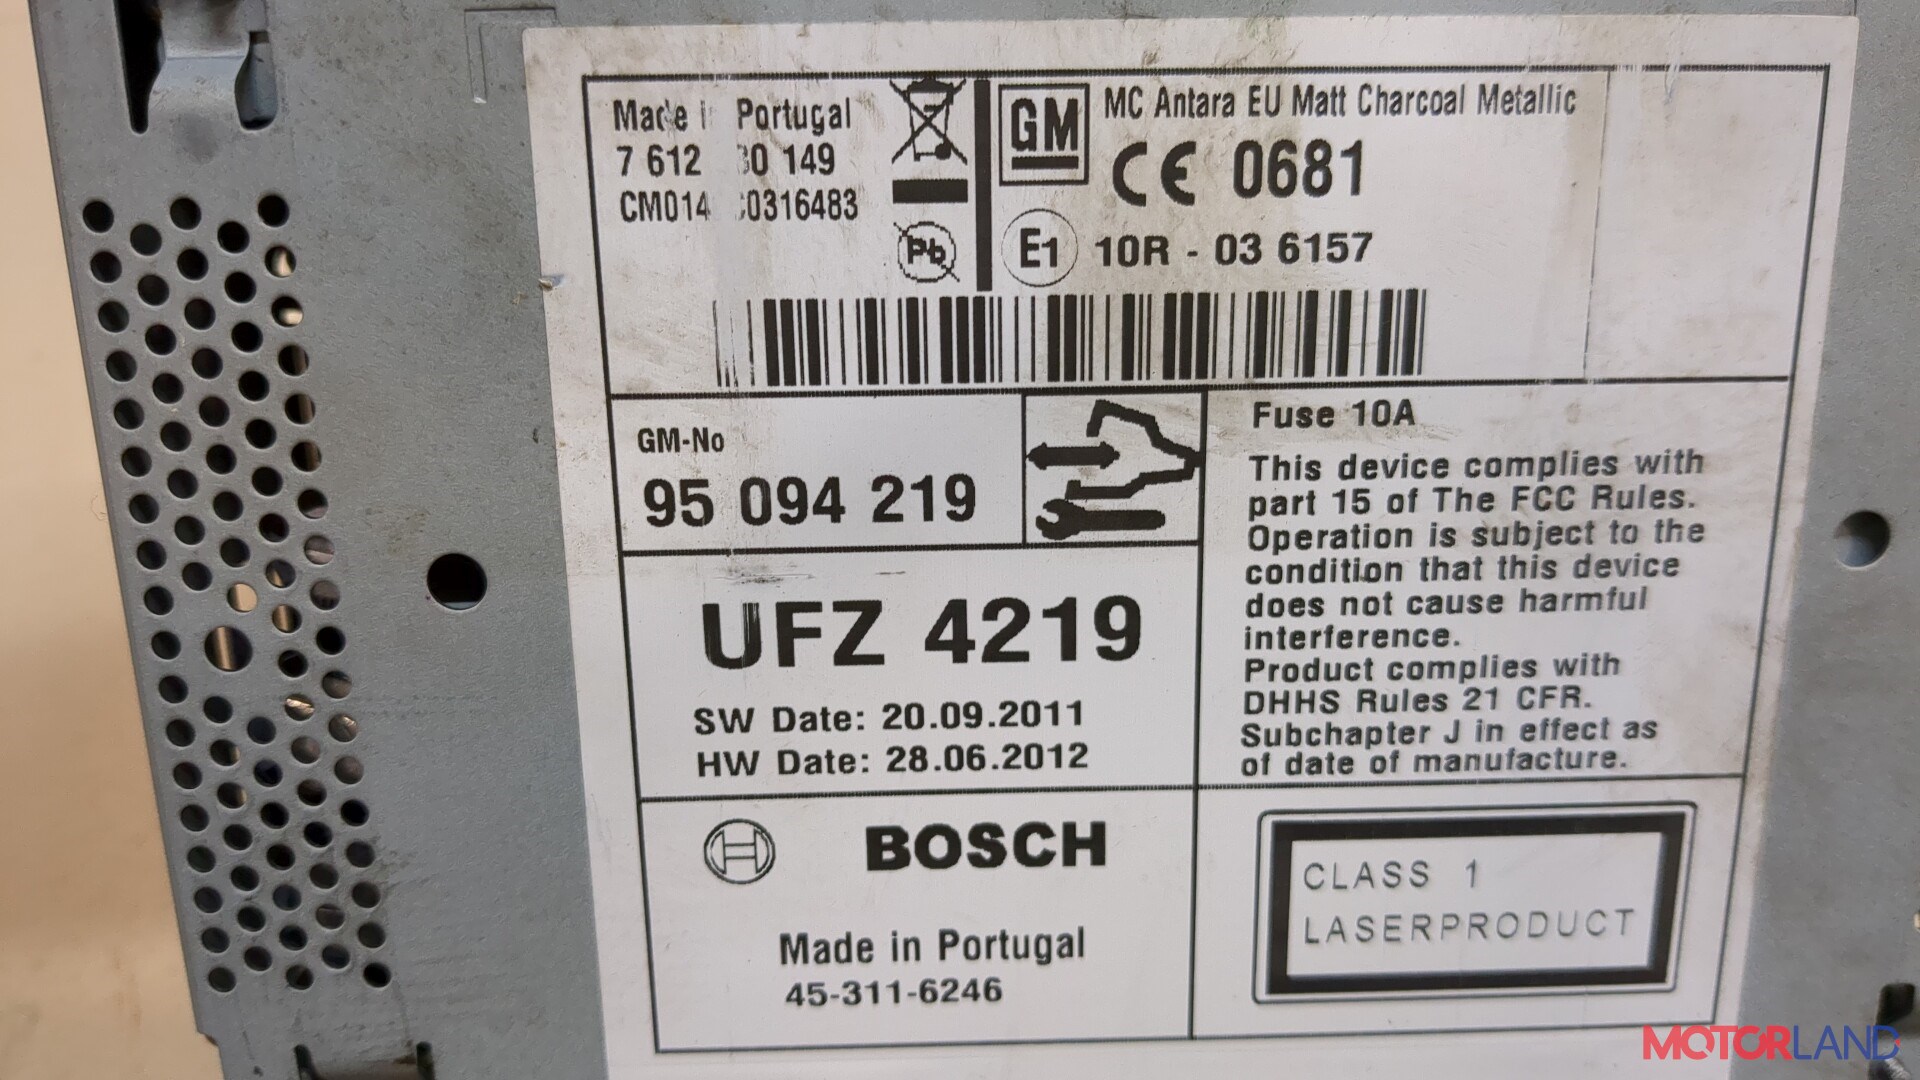 Made Portugal
7 612 0 149
CM014 0316483
Pb
GM
MC Antara EU Matt Charcoal Metallic
CE 0681
E1 10R - 03 6157
GM-No
95 094 219
UFZ 4219
SW Date: 20.09.2011
HW Date: 28.06.2012
Fuse 10A
This device complies with
part 15 of The FCC Rules.
Operation is subject to the
condition that this device
does not cause harmful
interference.
Product complies with
DHHS Rules 21 CFR.
Subchapter J in effect as
of date of manufacture.
BOSCH
Made in Portugal
45-311-6246
CLASS 1
LASERPRODUCT
MOTORLAND